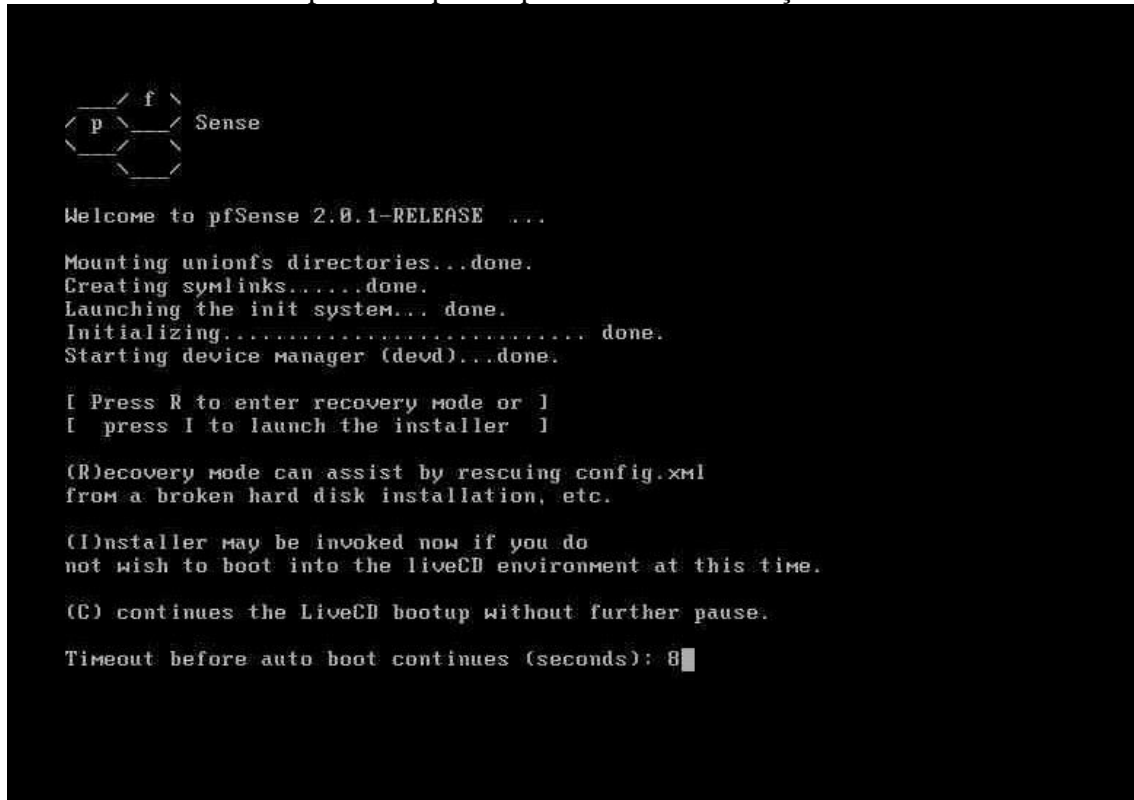 f
p Sense
Welcome to pfSense 2.0.1-RELEASE ...
Mounting unionfs directories...done.
Creating symlinks......done.
Launching the init system... done.
Initializing............................ done.
Starting device manager (devd)...done.
[ Press R to enter recovery mode or ]
[  press I to launch the installer  ]
(R)ecovery mode can assist by rescuing config.xml
from a broken hard disk installation, etc.
(I)nstaller may be invoked now if you do
not wish to boot into the liveCD environment at this time.
(C) continues the LiveCD bootup without further pause.
Timeout before auto boot continues (seconds): 8